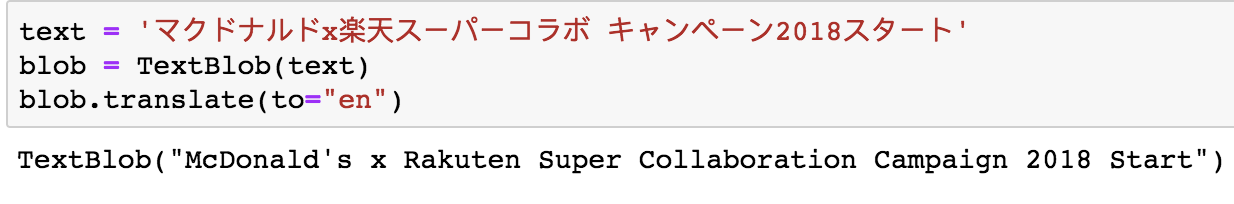 text = 'マクドナルドx楽天スーパーコラボ キャンペーン2018スタート'
blob = TextBlob(text)
blob.translate(to="en")
TextBlob("McDonald's x Rakuten Super Collaboration Campaign 2018 Start")